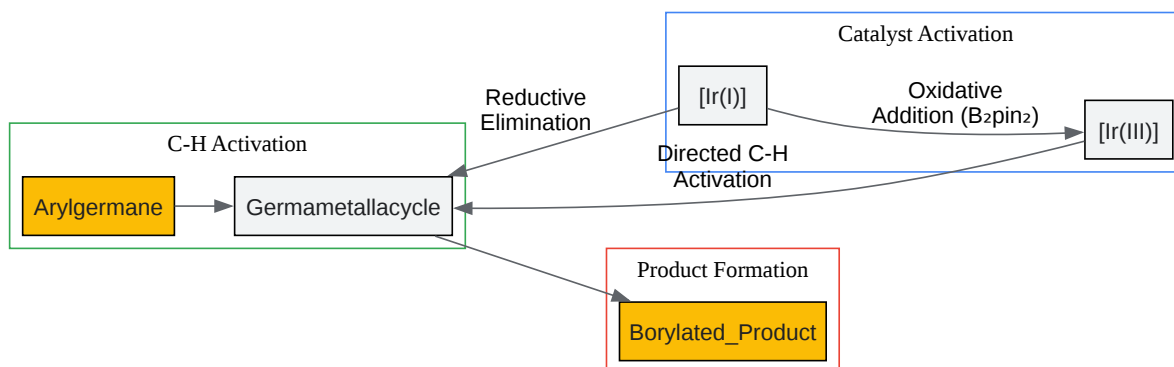 Catalyst Activation
[Ir(I)]
Oxidative
Addition (B₂pin₂)
[Ir(III)]
Reductive
Elimination
Directed C-H
Activation
C-H Activation
Arylgermane
Germametallacycle
Product Formation
Borylated_Product